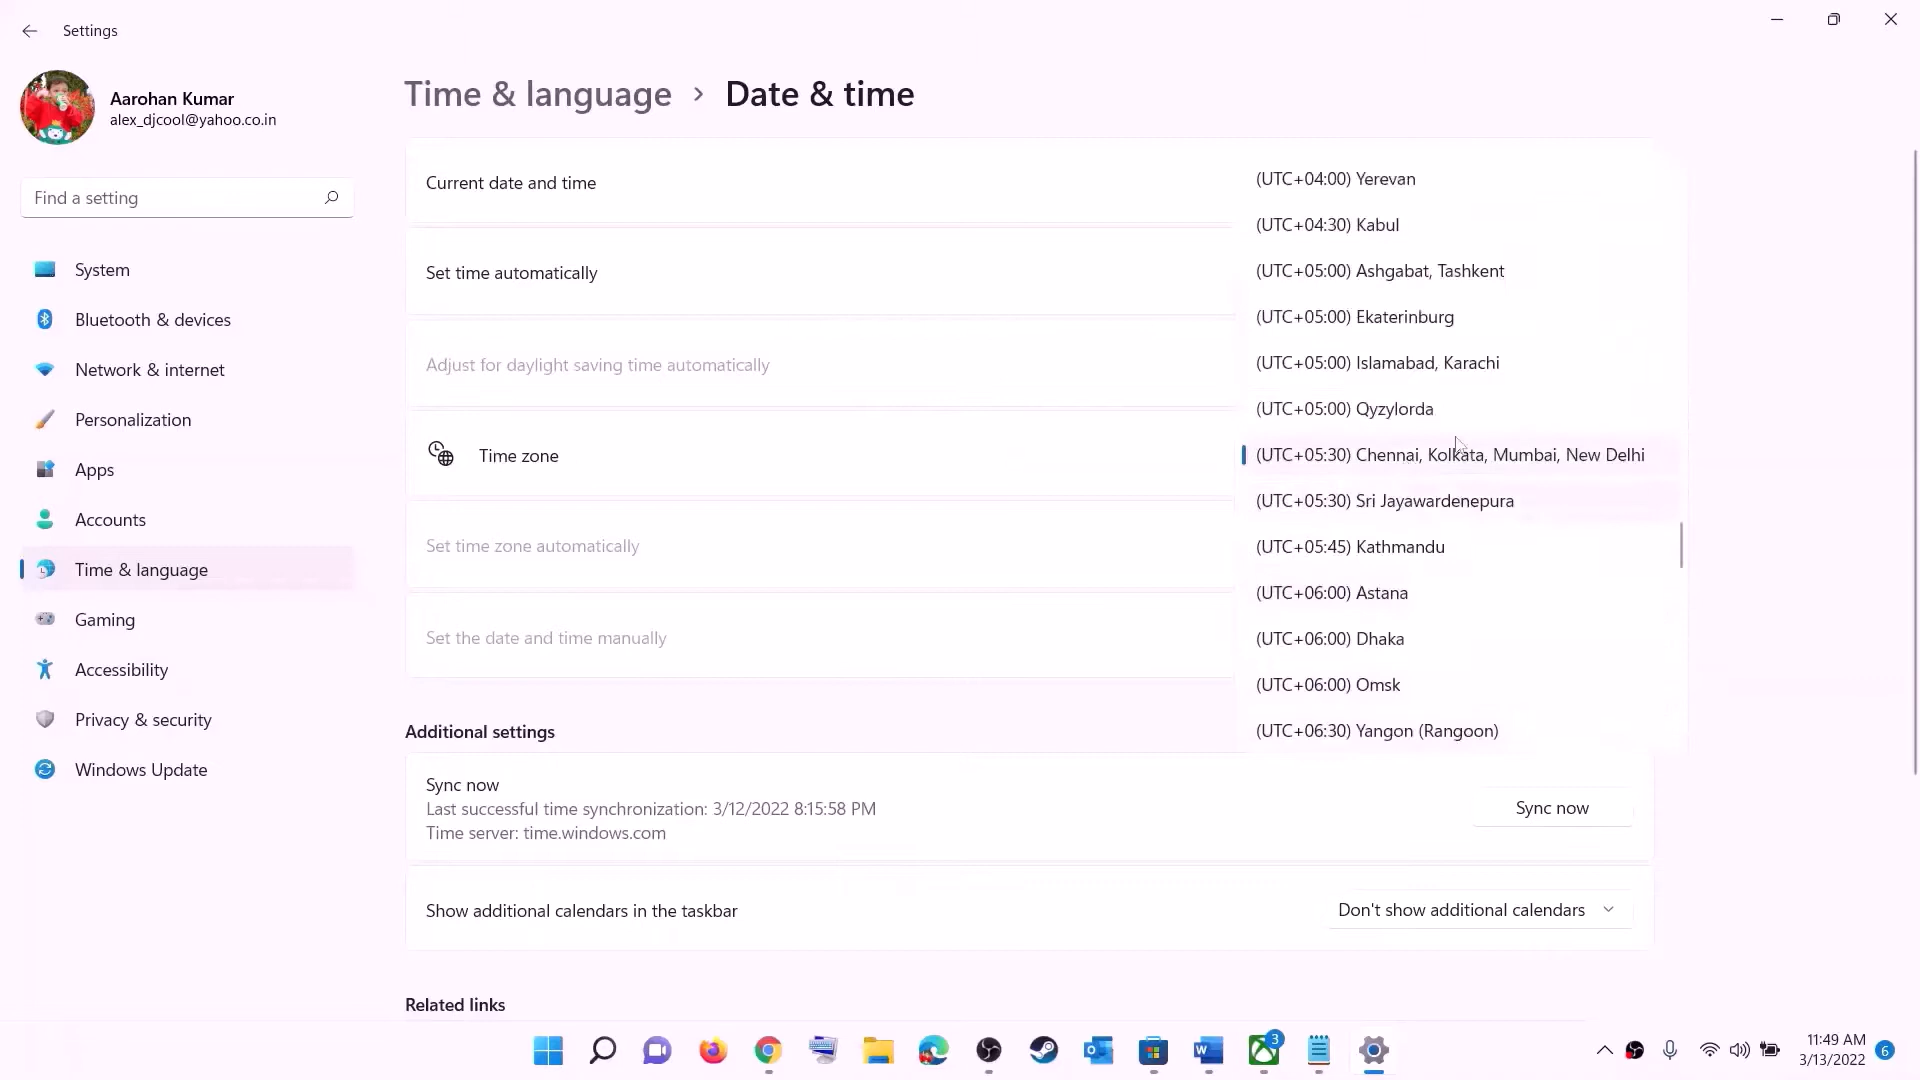 Settings
Aarohan Kumar
alex_djcool@yahoo.co.in
Find a setting
System
Bluetooth & devices
Network & internet
Personalization
Apps
Accounts
Time & language
Gaming
Accessibility
Privacy & security
Windows Update
Time & language > Date & time
Current date and time
Set time automatically
Adjust for daylight saving time automatically
Time zone
Set time zone automatically
Set the date and time manually
(UTC+04:00) Yerevan
(UTC+04:30) Kabul
(UTC+05:00) Ashgabat, Tashkent
(UTC+05:00) Ekaterinburg
(UTC+05:00) Islamabad, Karachi
(UTC+05:00) Qyzylorda
(UTC+05:30) Chennai, Kolkata, Mumbai, New Delhi
(UTC+05:30) Sri Jayawardenepura
(UTC+05:45) Kathmandu
(UTC+06:00) Astana
(UTC+06:00) Dhaka
(UTC+06:00) Omsk
(UTC+06:30) Yangon (Rangoon)
Additional settings
Sync now
Last successful time synchronization: 3/12/2022 8:15:58 PM
Time server: time.windows.com
Sync now
Show additional calendars in the taskbar
Don't show additional calendars
Related links
3
11:49 AM
3/13/2022
6